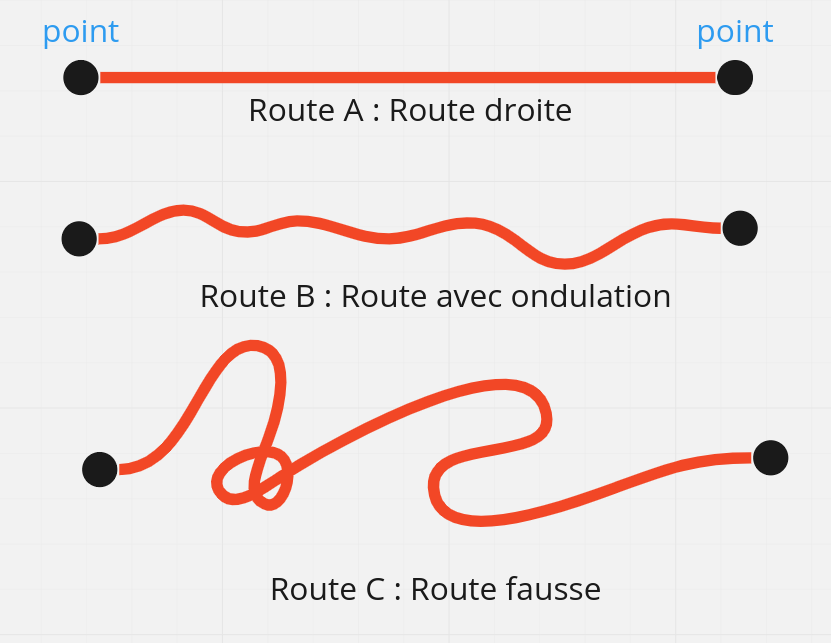 point
point
Route A : Route droite
Route B : Route avec ondulation
Route C : Route fausse